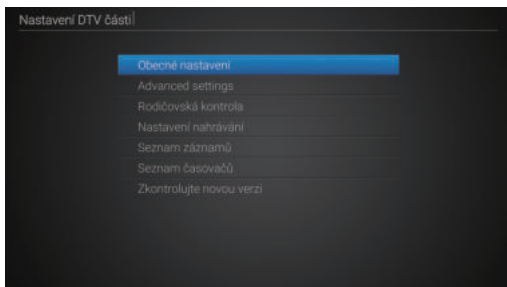 Nastavení DTV části
Obecné nastavení
Advanced settings
Rodičovská kontrola
Nastavení nahrávání
Seznam záznamů
Seznam časovačů
Zkontrolujte novou verzi